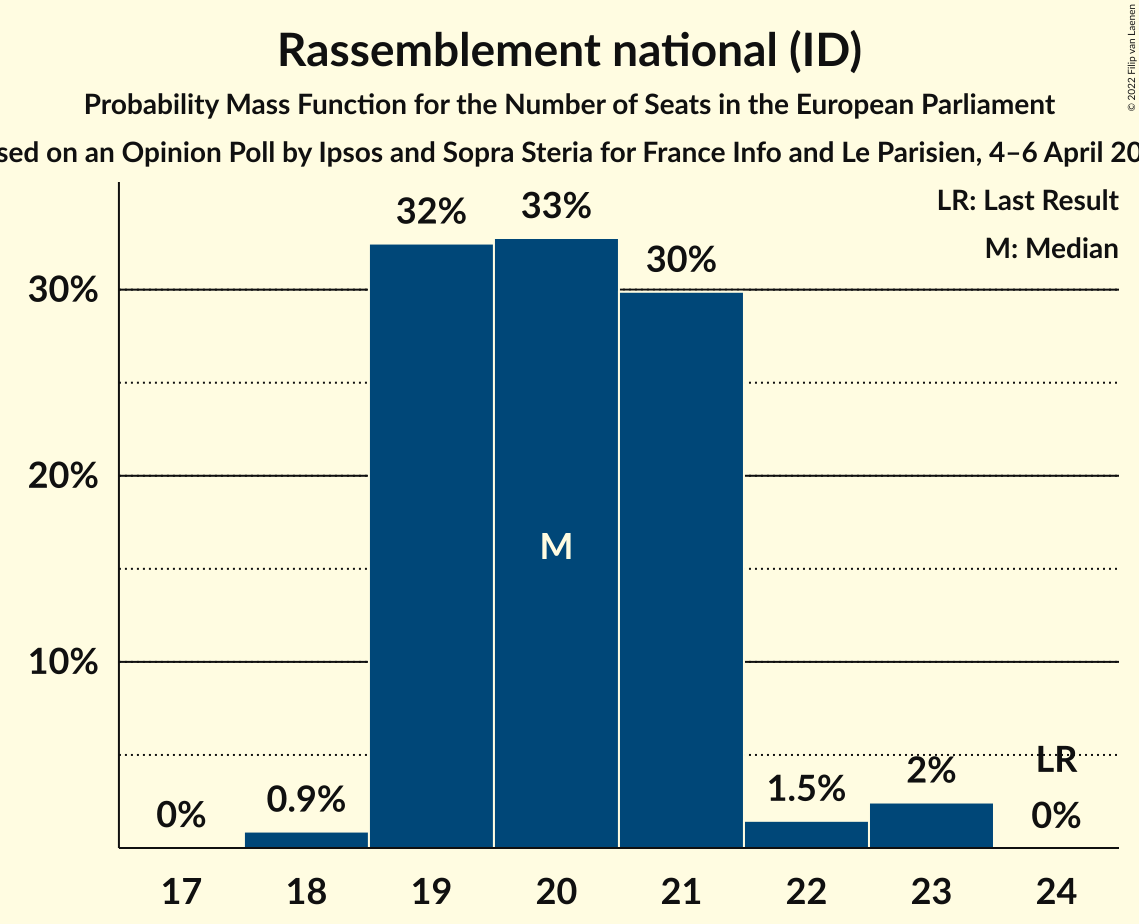 Rassemblement national (ID)
Probability Mass Function for the Number of Seats in the European Parliament
sed on an Opinion Poll by Ipsos and Sopra Steria for France Info and Le Parisien, 4–6 April 20
© 2022 Filip van Laenen
LR: Last Result
M: Median
32%
33%
30%
30%
20%
10%
M
0%
0.9%
1.5%
2%
LR
0%
17 18 19 20 21 22 23 24